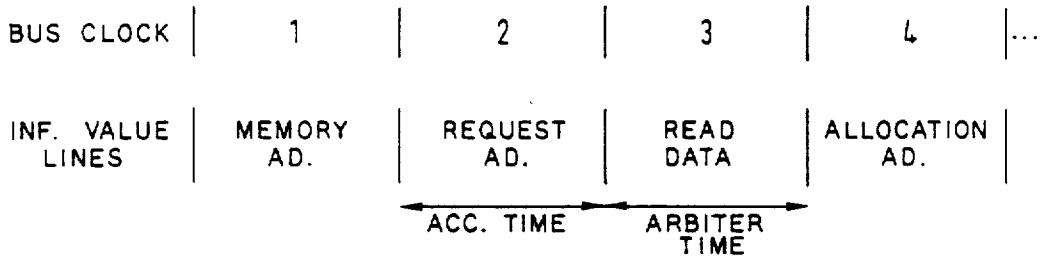 BUS CLOCK 1 2 3 4 ...
INF. VALUE MEMORY REQUEST READ ALLOCATION
LINES AD. AD. DATA AD.
ACC. TIME ARBITER
TIME